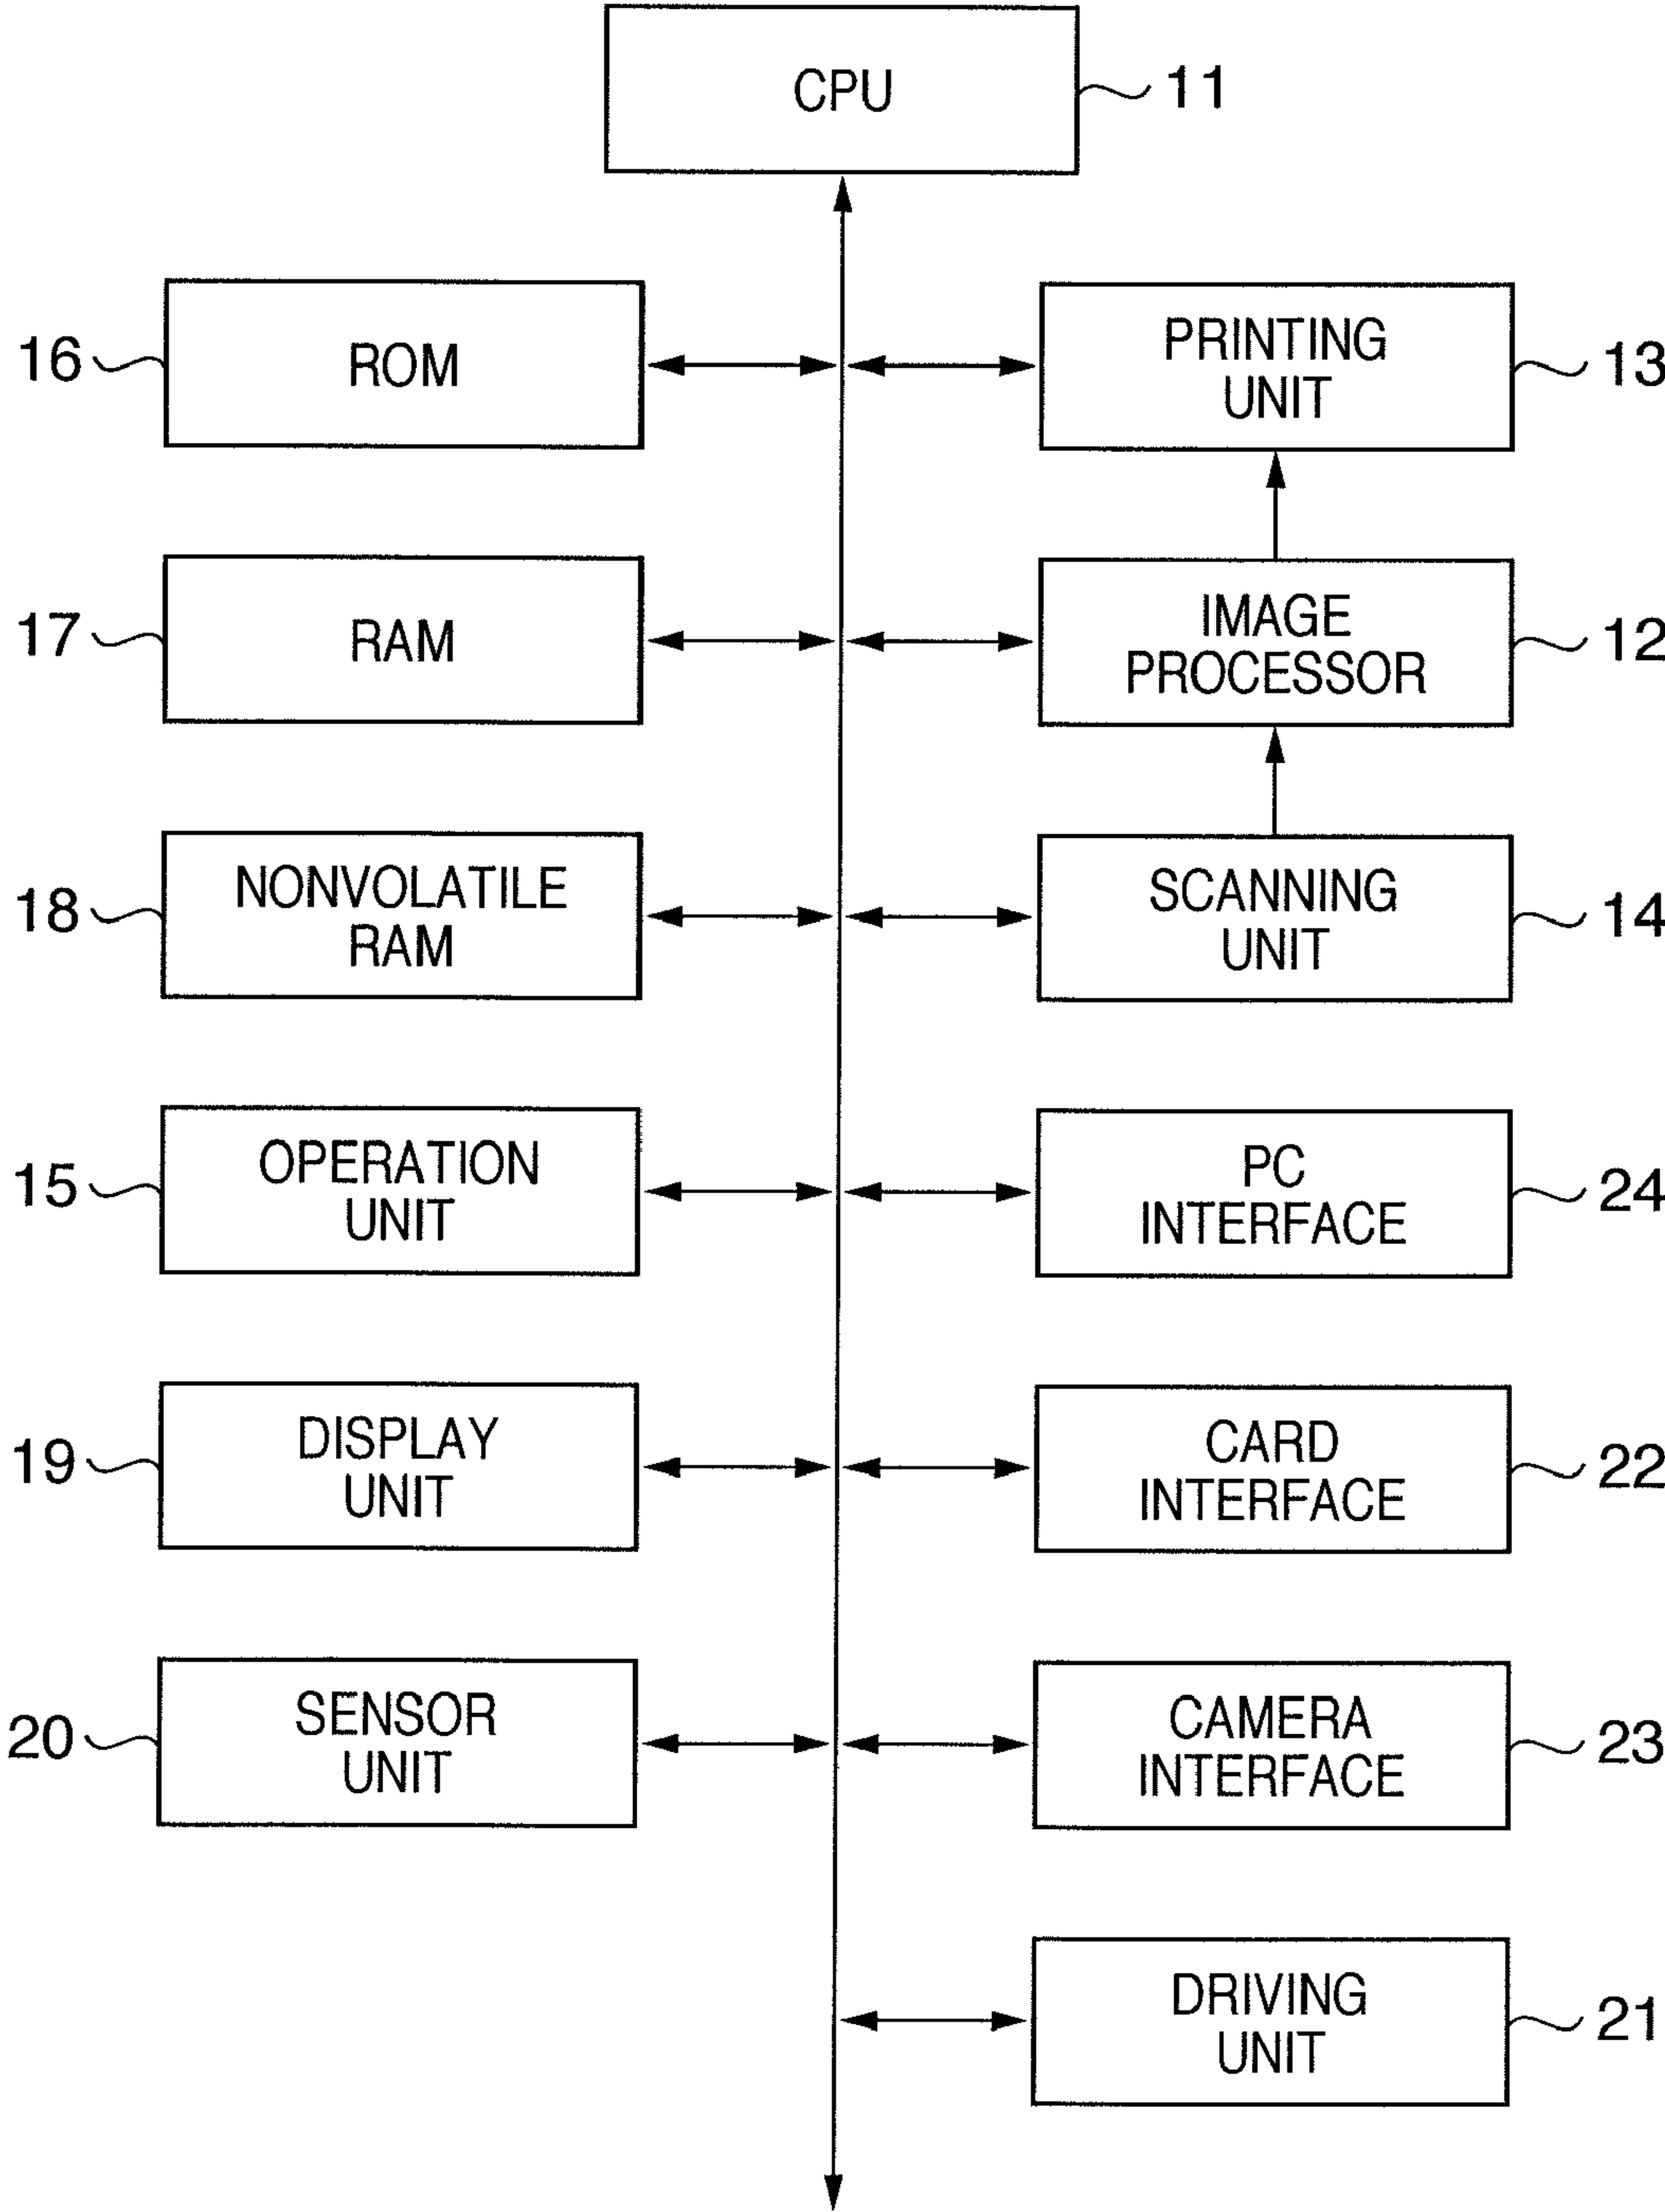 CPU
11
16
ROM
PRINTING
UNIT
13
17
RAM
IMAGE
PROCESSOR
12
18
NONVOLATILE
RAM
SCANNING
UNIT
14
15
OPERATION
UNIT
PC
INTERFACE
24
19
DISPLAY
UNIT
CARD
INTERFACE
22
20
SENSOR
UNIT
CAMERA
INTERFACE
23
DRIVING
UNIT
21